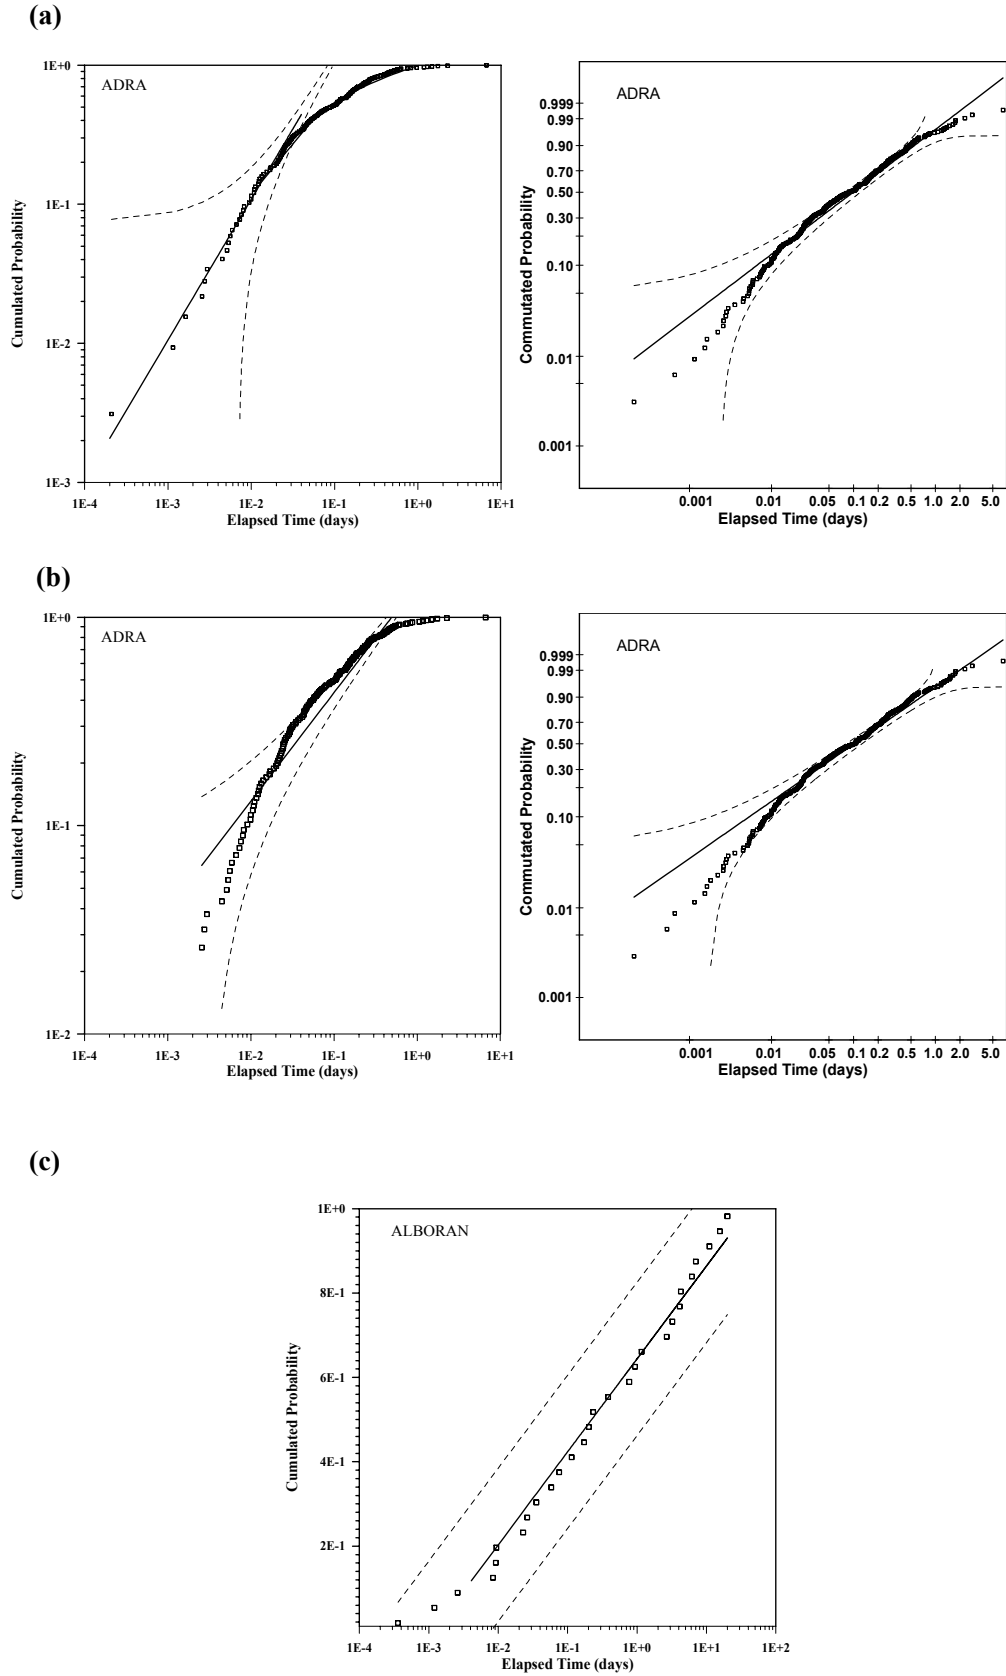 (a)
ADRA
1E+0
1E-1
1E-2
1E-3
Cumulated Probability
1E-4 1E-3 1E-2 1E-1 1E+0 1E+1
Elapsed Time (days)
ADRA
0.999
0.99
0.90
0.70
0.50
0.30
0.10
0.01
0.001
Commutated Probability
0.001 0.01 0.05 0.1 0.2 0.5 1.0 2.0 5.0
Elapsed Time (days)
(b)
ADRA
1E+0
1E-1
1E-2
Cumulated Probability
1E-4 1E-3 1E-2 1E-1 1E+0 1E+1
Elapsed Time (days)
ADRA
0.999
0.99
0.90
0.70
0.50
0.30
0.10
0.01
0.001
Commutated Probability
0.001 0.01 0.05 0.1 0.2 0.5 1.0 2.0 5.0
Elapsed Time (days)
(c)
ALBORAN
1E+0
8E-1
6E-1
4E-1
2E-1
Cumulated Probability
1E-4 1E-3 1E-2 1E-1 1E+0 1E+1 1E+2
Elapsed Time (days)